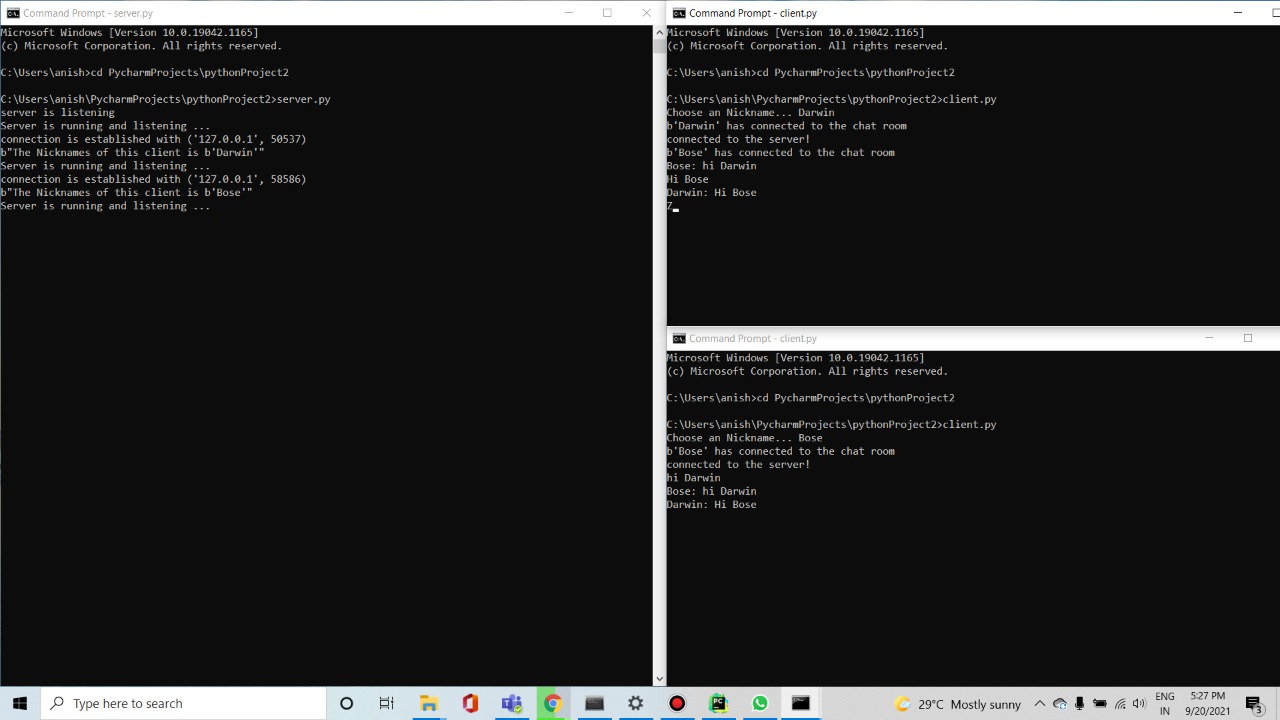 Command Prompt - server.py
Microsoft Windows [Version 10.0.19042.1165]
(c) Microsoft Corporation. All rights reserved.
C:\Users\anish>cd PycharmProjects\pythonProject2
C:\Users\anish\PycharmProjects\pythonProject2>server.py
server is listening
Server is running and listening ...
connection is established with ('127.0.0.1', 50537)
b"The Nicknames of this client is b'Darwin'"
Server is running and listening ...
connection is established with ('127.0.0.1', 58586)
b"The Nicknames of this client is b'Bose'"
Server is running and listening ...
Command Prompt - client.py
Microsoft Windows [Version 10.0.19042.1165]
(c) Microsoft Corporation. All rights reserved.
C:\Users\anish>cd PycharmProjects\pythonProject2
C:\Users\anish\PycharmProjects\pythonProject2>client.py
Choose an Nickname... Darwin
b'Darwin' has connected to the chat room
connected to the server!
b'Bose' has connected to the chat room
Bose: hi Darwin
Hi Bose
Darwin: Hi Bose
Z
Command Prompt - client.py
Microsoft Windows [Version 10.0.19042.1165]
(c) Microsoft Corporation. All rights reserved.
C:\Users\anish>cd PycharmProjects\pythonProject2
C:\Users\anish\PycharmProjects\pythonProject2>client.py
Choose an Nickname... Bose
b'Bose' has connected to the chat room
connected to the server!
hi Darwin
Bose: hi Darwin
Darwin: Hi Bose
Type here to search
29°C Mostly sunny
ENG
IN
5:27 PM
9/20/2021
3